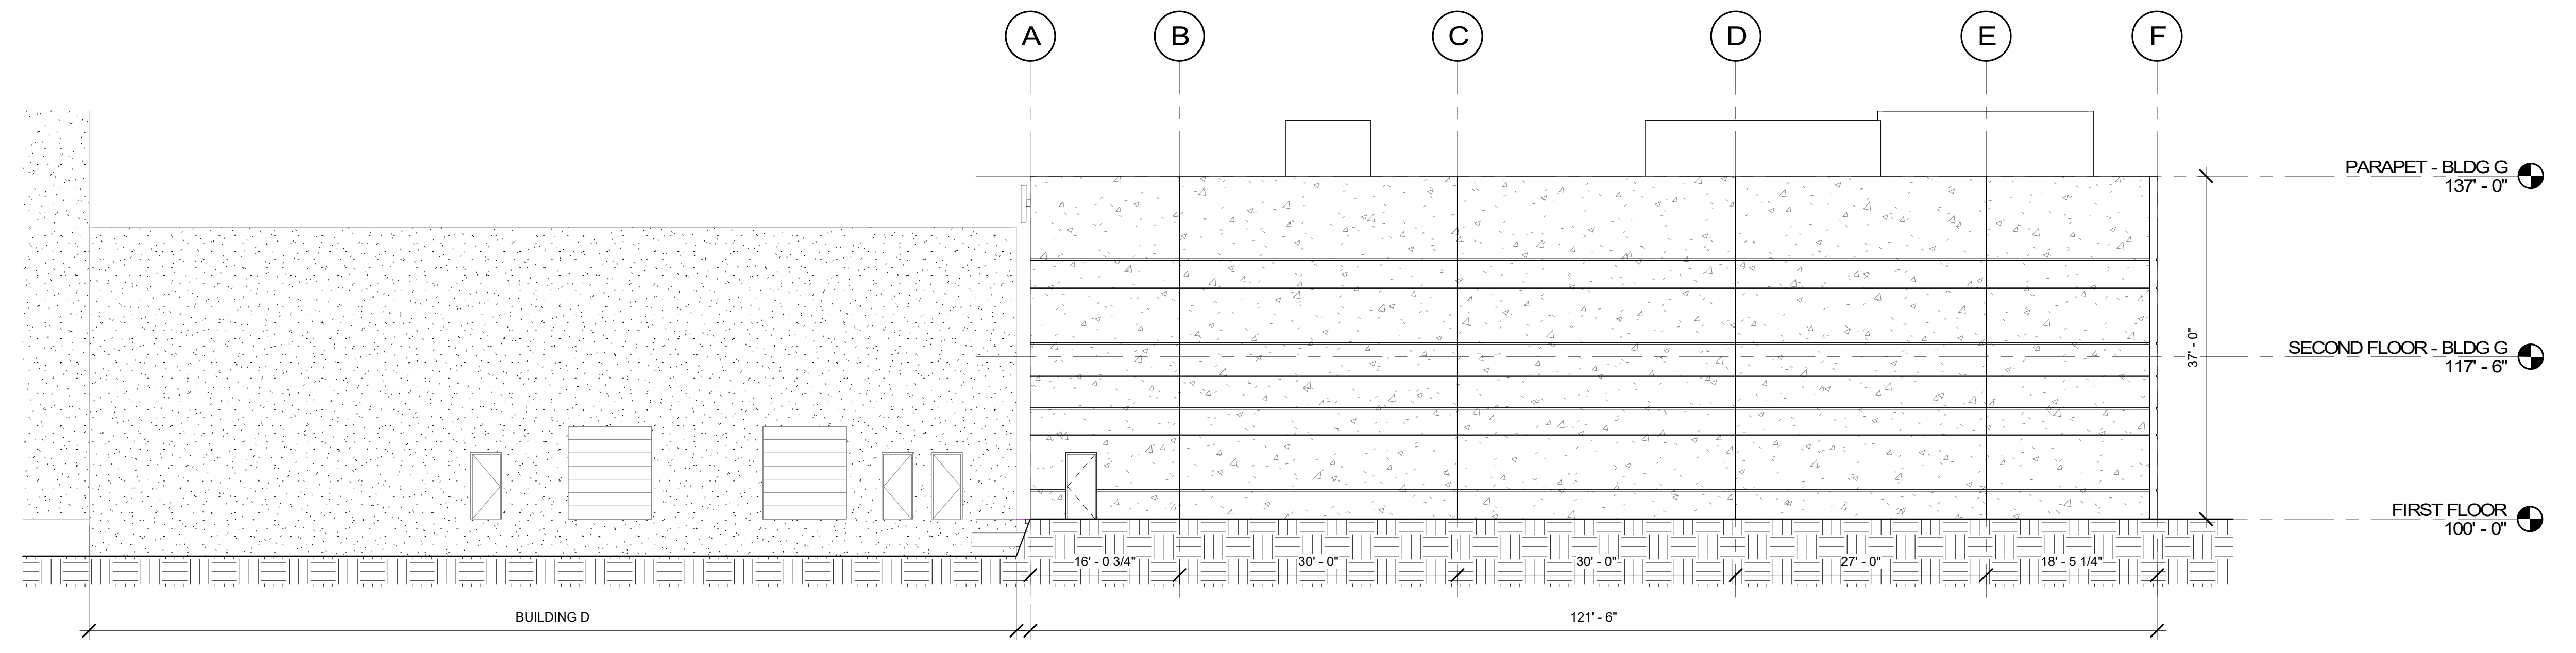 A
B
C
D
E
F
PARAPET - BLDG G
137' - 0"
SECOND FLOOR - BLDG G
117' - 6"
37' - 0"
FIRST FLOOR
100' - 0"
16' - 0 3/4"
30' - 0"
30' - 0"
27' - 0"
18' - 5 1/4"
BUILDING D
121' - 6"